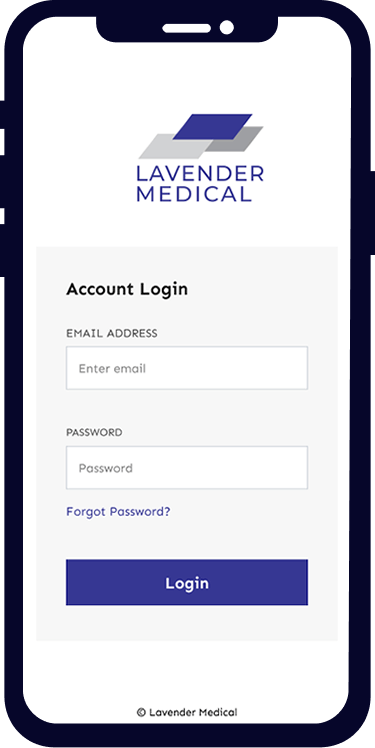 LAVENDER
MEDICAL
Account Login
EMAIL ADDRESS
Enter email
PASSWORD
Password
Forgot Password?
Login
© Lavender Medical